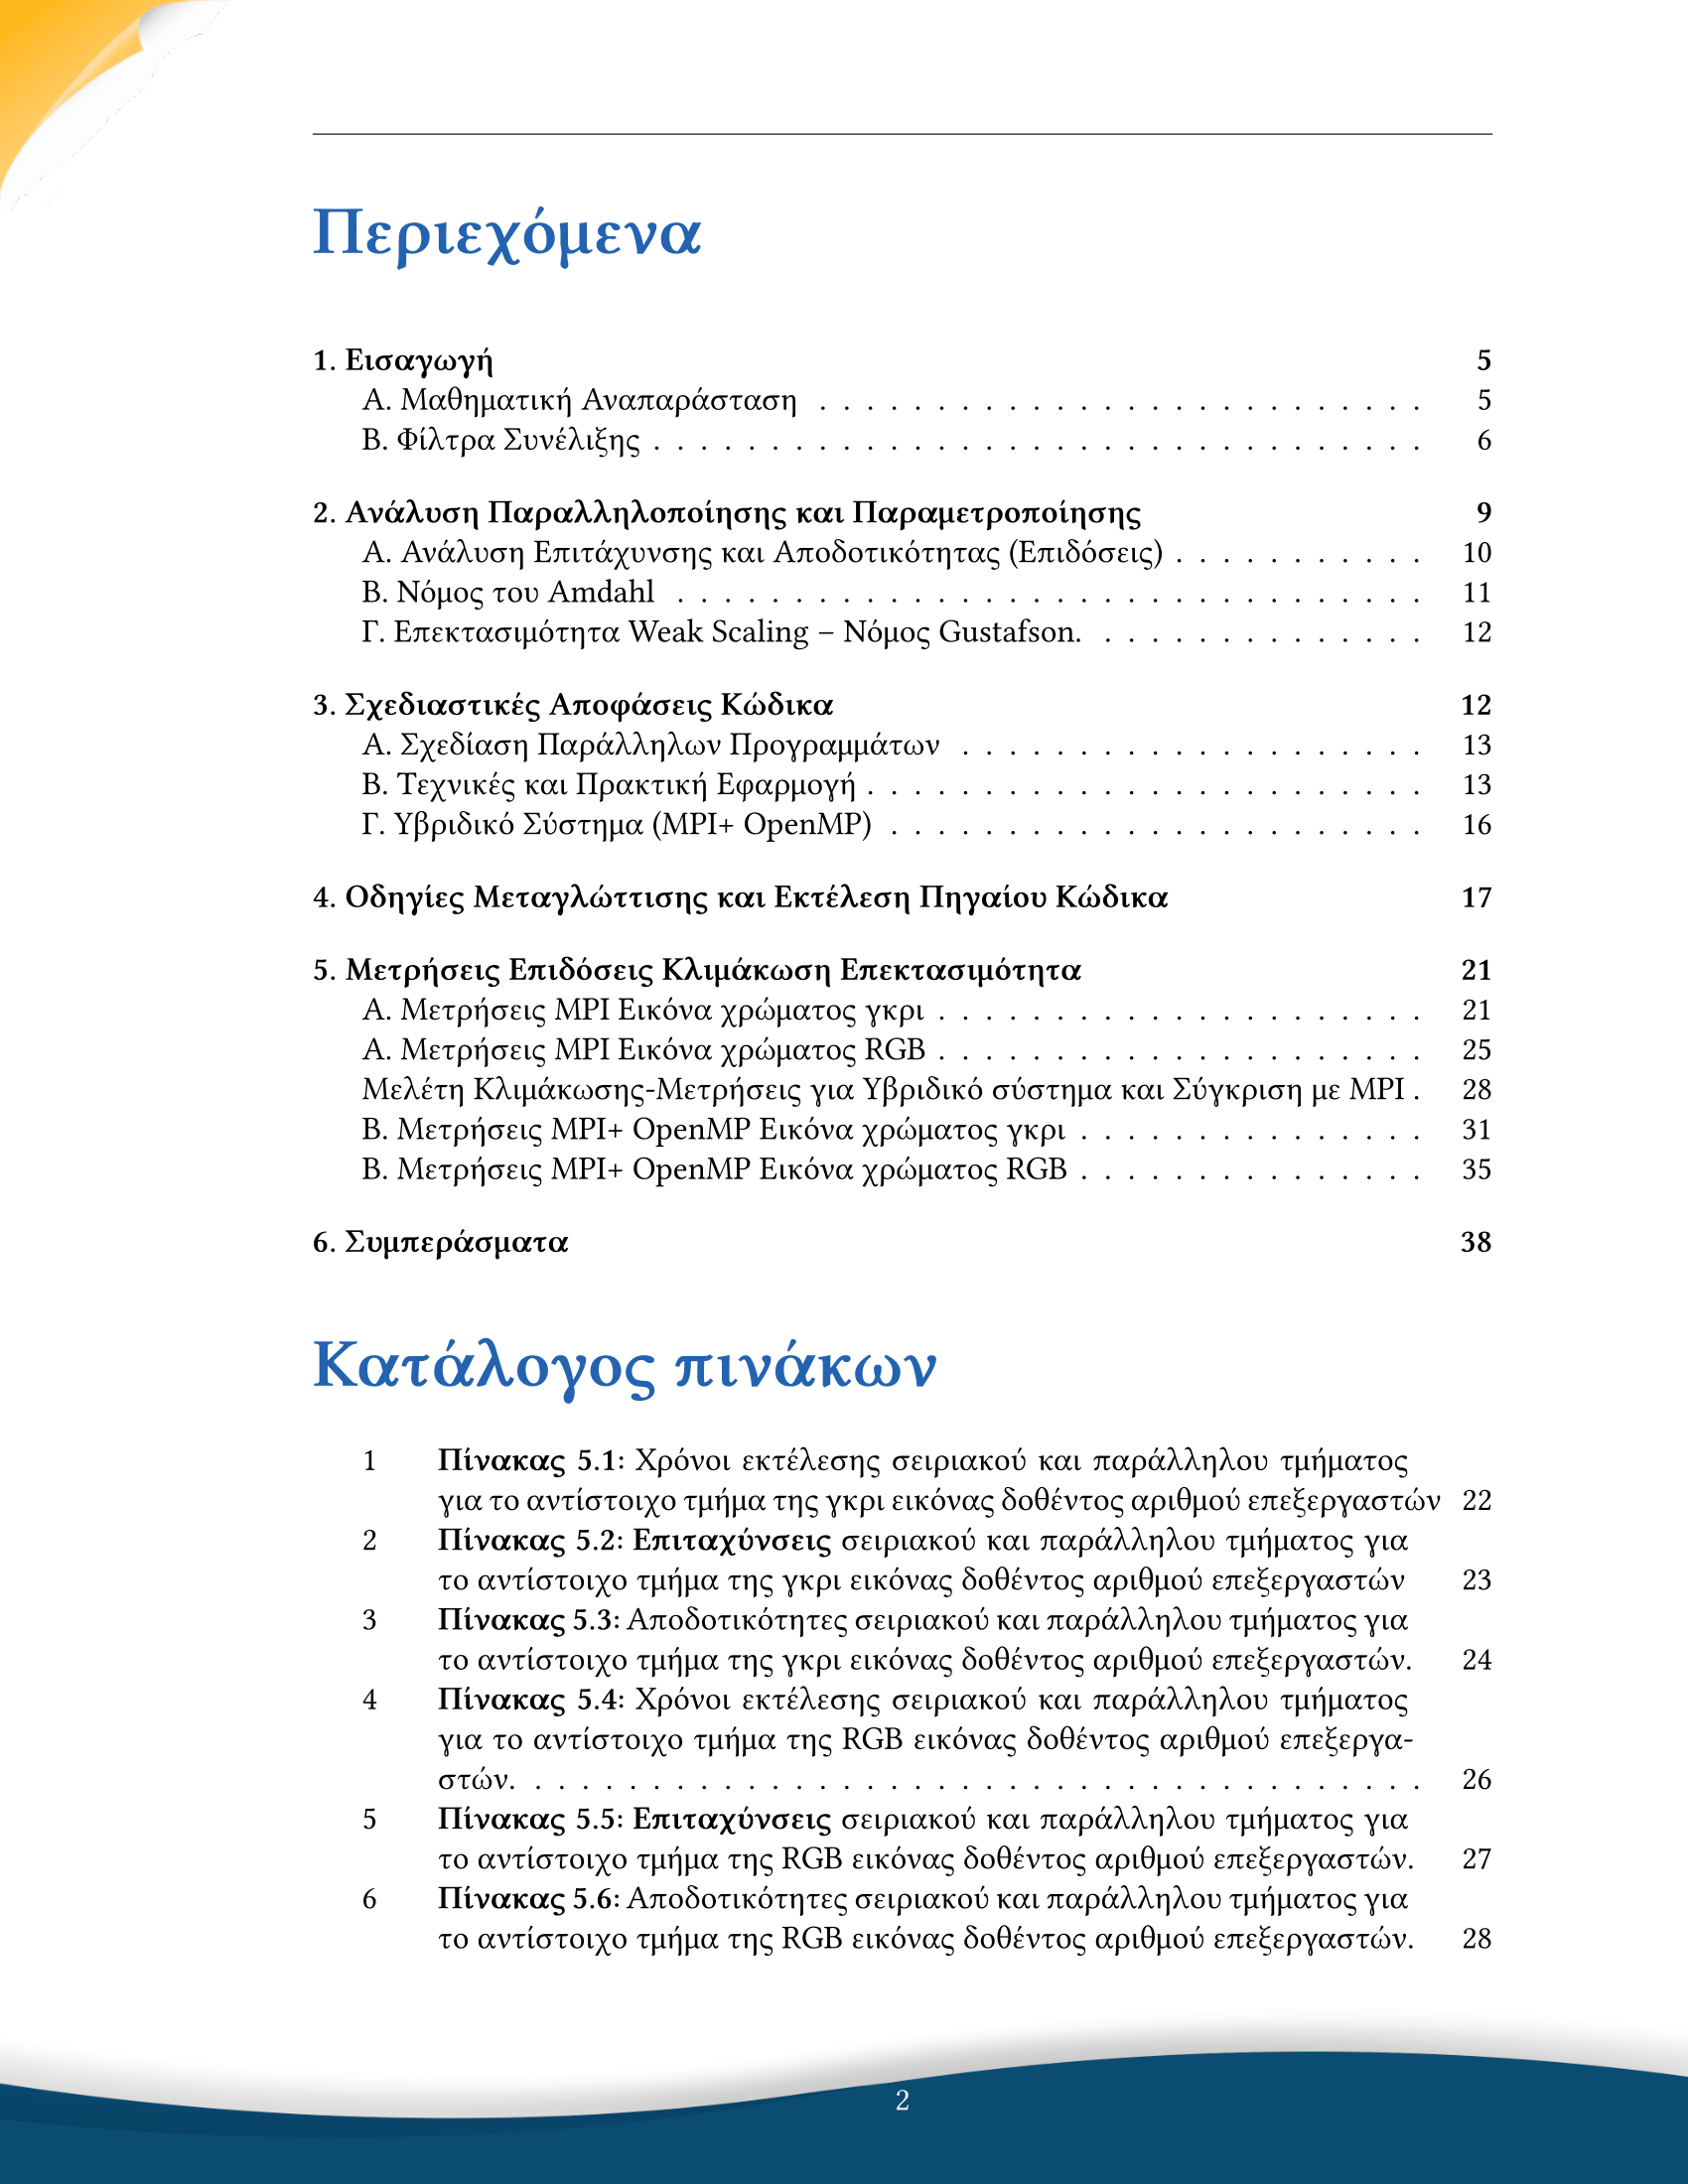 Περιεχόμενα
1. Εισαγωγή 5
Α. Μαθηματική Αναπαράσταση . . . . . . . . . . . . . . . . . . . . . . . . . . 5
Β. Φίλτρα Συνέλιξης . . . . . . . . . . . . . . . . . . . . . . . . . . . . . . . . . 6
2. Ανάλυση Παραλληλοποίησης και Παραμετροποίησης 9
Α. Ανάλυση Επιτάχυνσης και Αποδοτικότητας (Επιδόσεις) . . . . . . . . . . . 10
Β. Νόμος του Amdahl . . . . . . . . . . . . . . . . . . . . . . . . . . . . . . . . 11
Γ. Επεκτασιμότητα Weak Scaling – Νόμος Gustafson. . . . . . . . . . . . . . . 12
3. Σχεδιαστικές Αποφάσεις Κώδικα 12
Α. Σχεδίαση Παράλληλων Προγραμμάτων . . . . . . . . . . . . . . . . . . . . 13
Β. Τεχνικές και Πρακτική Εφαρμογή . . . . . . . . . . . . . . . . . . . . . . . . 13
Γ. Υβριδικό Σύστημα (MPI+ OpenMP) . . . . . . . . . . . . . . . . . . . . . . . 16
4. Οδηγίες Μεταγλώττισης και Εκτέλεση Πηγαίου Κώδικα 17
5. Μετρήσεις Επιδόσεις Κλιμάκωση Επεκτασιμότητα 21
Α. Μετρήσεις MPI Εικόνα χρώματος γκρι . . . . . . . . . . . . . . . . . . . . . 21
Α. Μετρήσεις MPI Εικόνα χρώματος RGB . . . . . . . . . . . . . . . . . . . . . 25
Μελέτη Κλιμάκωσης-Μετρήσεις για Υβριδικό σύστημα και Σύγκριση με MPI . 28
Β. Μετρήσεις MPI+ OpenMP Εικόνα χρώματος γκρι . . . . . . . . . . . . . . . 31
Β. Μετρήσεις MPI+ OpenMP Εικόνα χρώματος RGB . . . . . . . . . . . . . . . 35
6. Συμπεράσματα 38
Κατάλογος πινάκων
1 Πίνακας 5.1: Χρόνοι εκτέλεσης σειριακού και παράλληλου τμήματος
για το αντίστοιχο τμήμα της γκρι εικόνας δοθέντος αριθμού επεξεργαστών 22
2 Πίνακας 5.2: Επιταχύνσεις σειριακού και παράλληλου τμήματος για
το αντίστοιχο τμήμα της γκρι εικόνας δοθέντος αριθμού επεξεργαστών 23
3 Πίνακας 5.3: Αποδοτικότητες σειριακού και παράλληλου τμήματος για
το αντίστοιχο τμήμα της γκρι εικόνας δοθέντος αριθμού επεξεργαστών. 24
4 Πίνακας 5.4: Χρόνοι εκτέλεσης σειριακού και παράλληλου τμήματος
για το αντίστοιχο τμήμα της RGB εικόνας δοθέντος αριθμού επεξεργα-
στών. . . . . . . . . . . . . . . . . . . . . . . . . . . . . . . . . . . . . . . 26
5 Πίνακας 5.5: Επιταχύνσεις σειριακού και παράλληλου τμήματος για
το αντίστοιχο τμήμα της RGB εικόνας δοθέντος αριθμού επεξεργαστών. 27
6 Πίνακας 5.6: Αποδοτικότητες σειριακού και παράλληλου τμήματος για
το αντίστοιχο τμήμα της RGB εικόνας δοθέντος αριθμού επεξεργαστών. 28
2